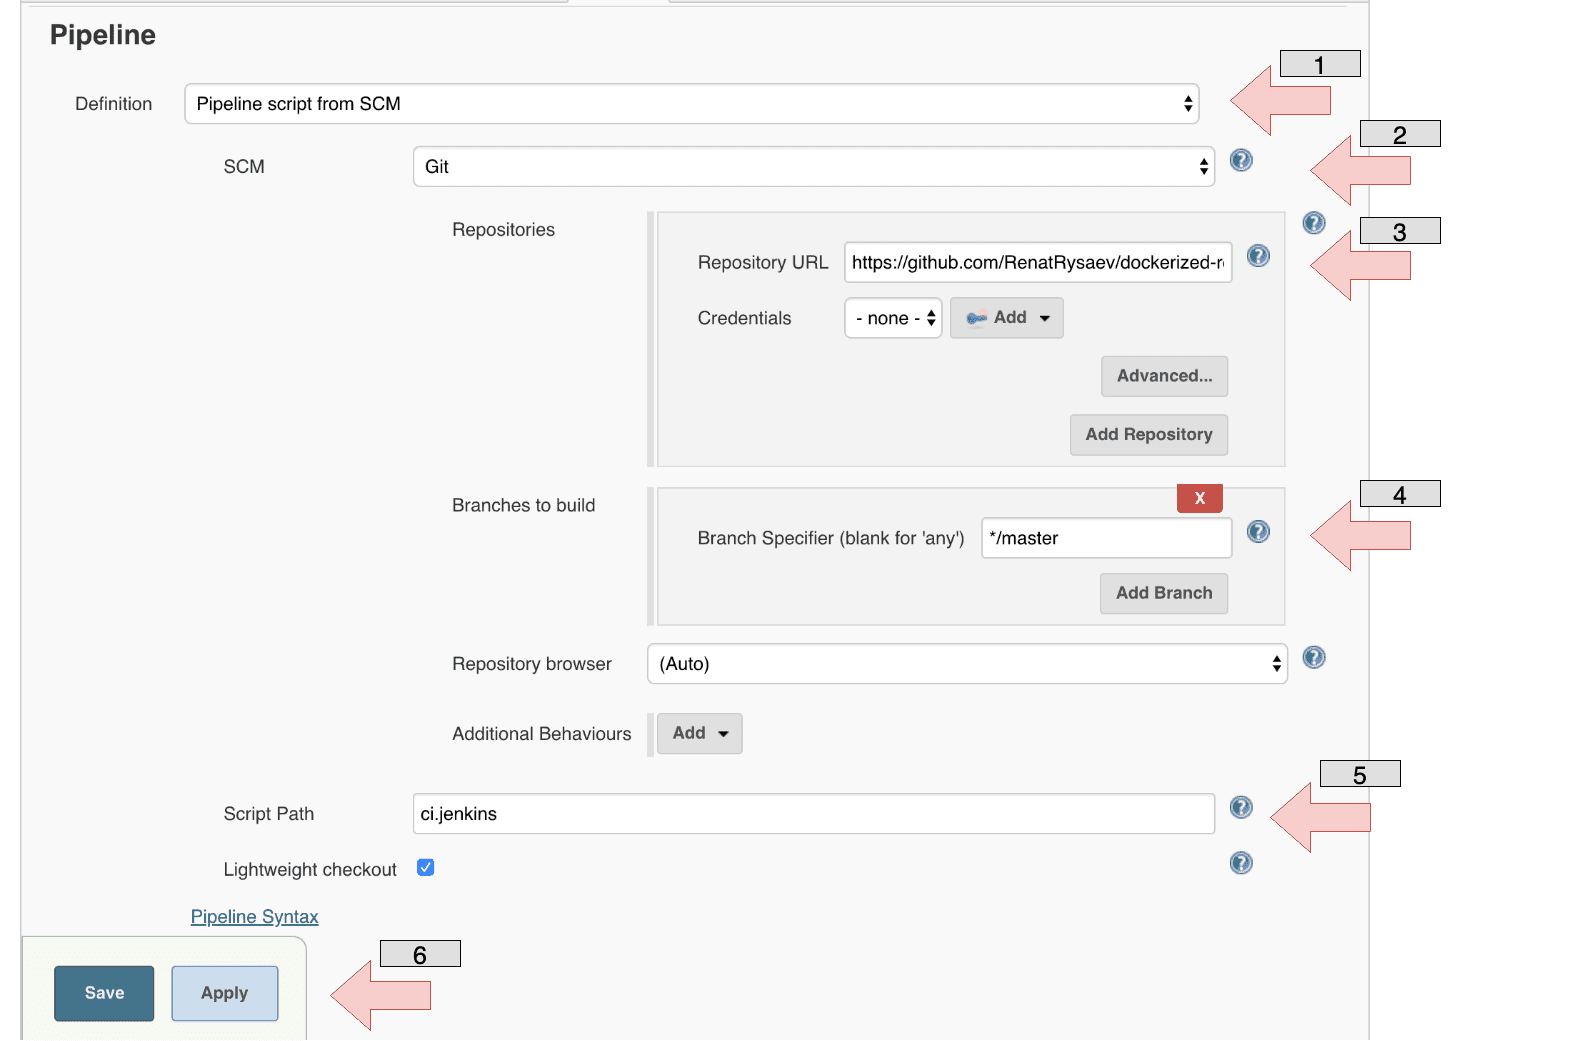 Pipeline
1
Definition Pipeline script from SCM
2
SCM Git
3
Repositories
Repository URL https://github.com/RenatRysaev/dockerized-r
Credentials - none - Add
Advanced...
Add Repository
4
Branches to build X
Branch Specifier (blank for 'any') */master
Add Branch
Repository browser (Auto)
Additional Behaviours Add
5
Script Path ci.jenkins
Lightweight checkout
Pipeline Syntax
6
Save Apply